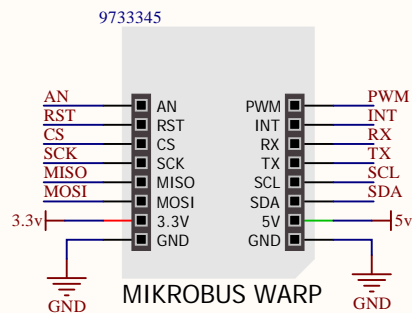 9733345
AN AN PWM PWM
RST RST INT INT
CS CS RX RX
SCK SCK TX TX
MISO MISO SCL SCL
MOSI MOSI SDA SDA
3.3v 3.3V 5V 5v
GND GND
GND GND
MIKROBUS WARP